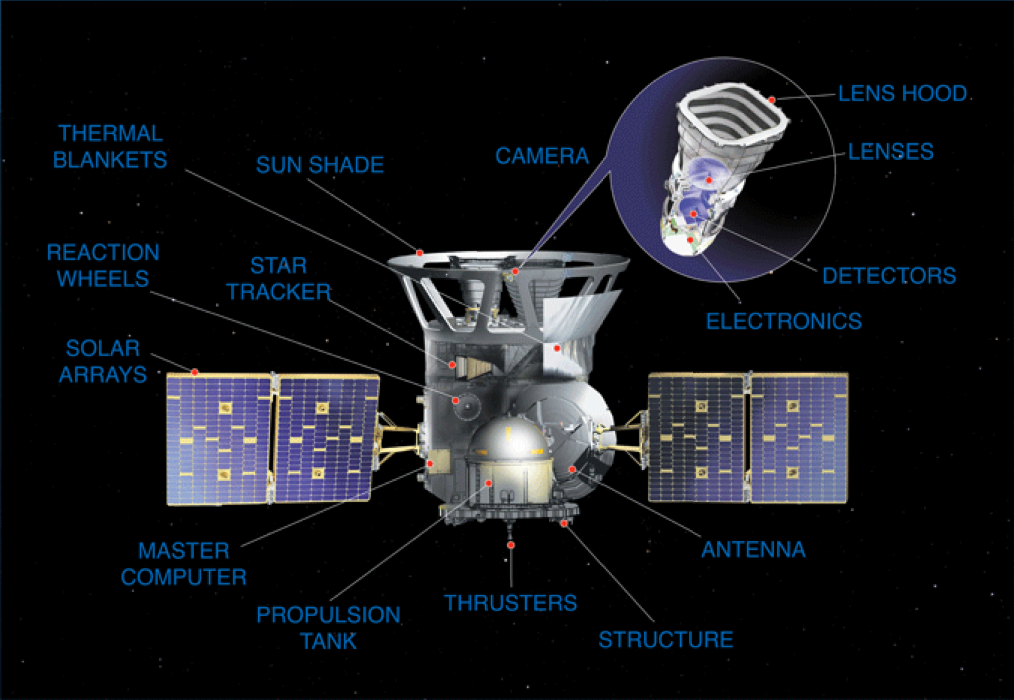 LENS HOOD
THERMAL
BLANKETS
SUN SHADE
CAMERA
LENSES
REACTION
WHEELS
STAR
TRACKER
DETECTORS
ELECTRONICS
SOLAR
ARRAYS
MASTER
COMPUTER
ANTENNA
PROPULSION
TANK
THRUSTERS
STRUCTURE